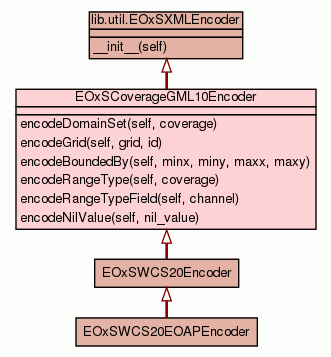 lib.util.EOxSXMLEncoder
__init__(self)
EOxSCoverageGML10Encoder
encodeDomainSet(self, coverage)
encodeGrid(self, grid, id)
encodeBoundedBy(self, minx, miny, maxx, maxy)
encodeRangeType(self, coverage)
encodeRangeTypeField(self, channel)
encodeNilValue(self, nil_value)
EOxSWCS20Encoder
EOxSWCS20EOAPEncoder